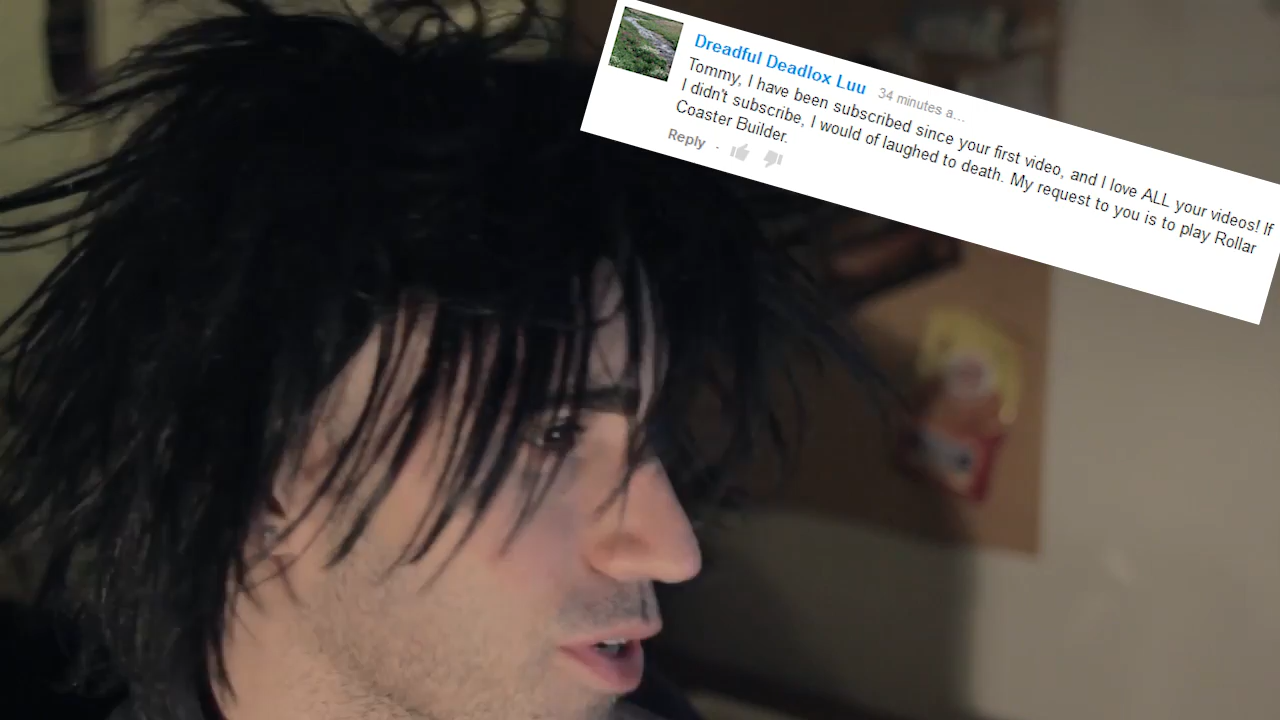 Dreadful Deadlox Luu 34 minutes a...
Tommy, I have been subscribed since your first video, and I love ALL your videos! If
I didn't subscribe, I would of laughed to death. My request to you is to play Rollar
Coaster Builder.
Reply ·